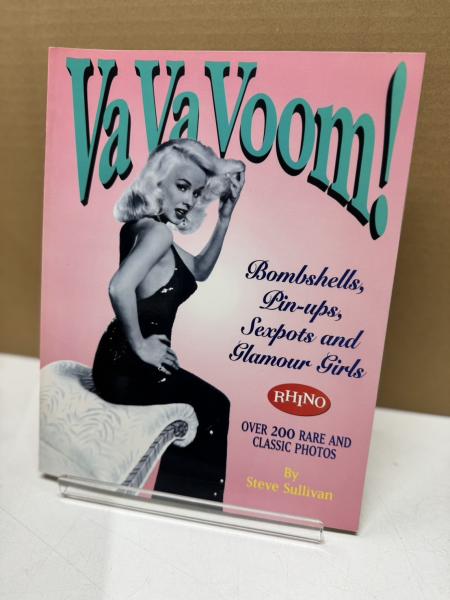 Va Va Voom!
Bombshells,
Pin-ups,
Sexpots and
Glamour Girls
RHINO
OVER 200 RARE AND
CLASSIC PHOTOS
By
Steve Sullivan